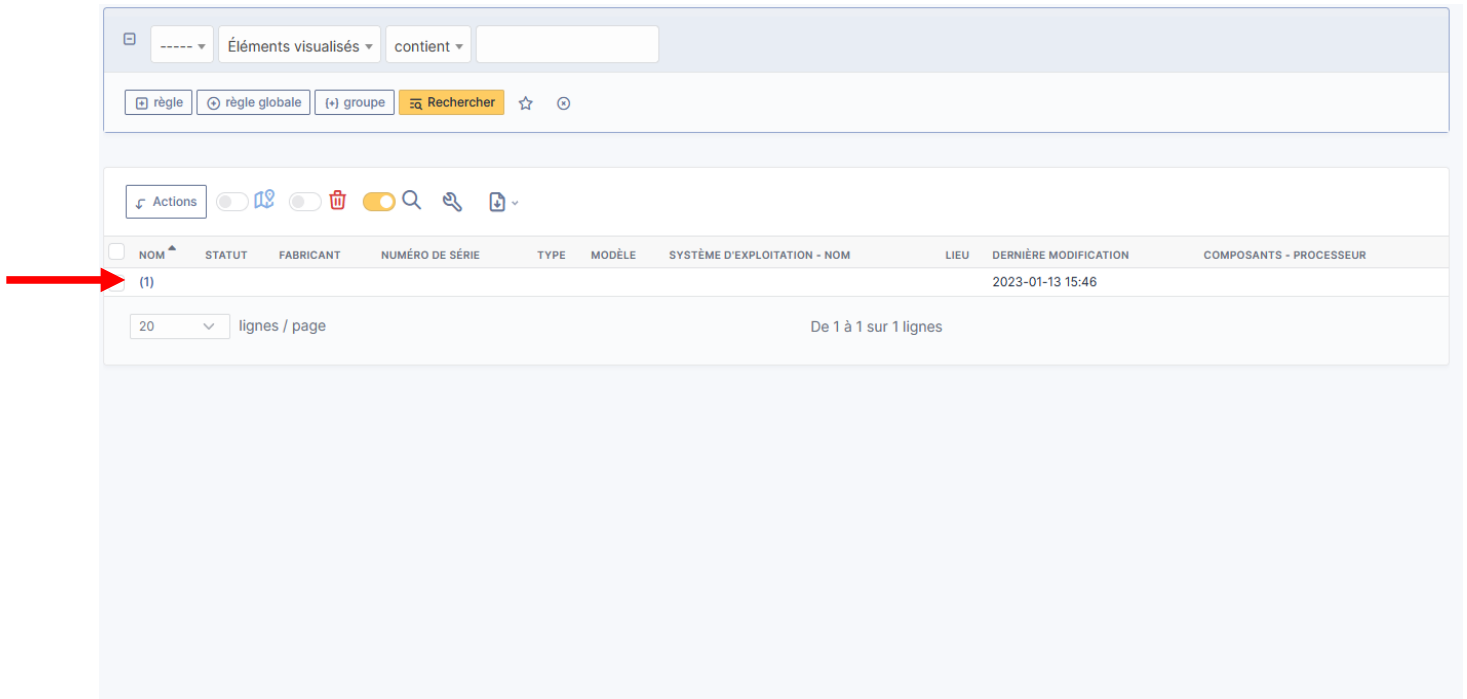 ----- Éléments visualisés contient
règle règle globale (+) groupe Rechercher
Actions
NOM STATUT FABRICANT NUMÉRO DE SÉRIE TYPE MODÈLE SYSTÈME D'EXPLOITATION - NOM LIEU DERNIÈRE MODIFICATION COMPOSANTS - PROCESSEUR
(1) 2023-01-13 15:46
20 lignes / page De 1 à 1 sur 1 lignes